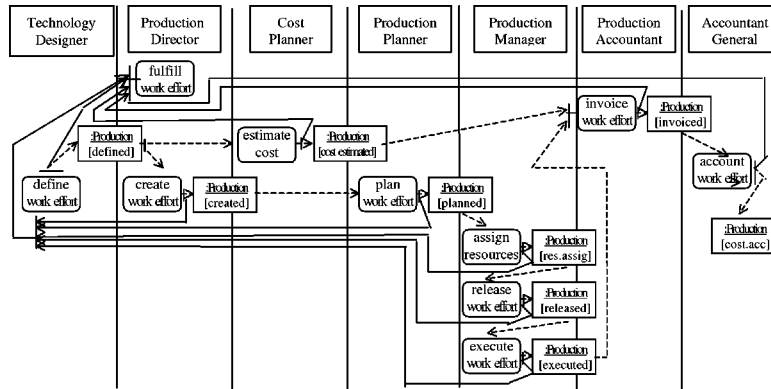 Technology
Designer
Production
Director
Cost
Planner
Production
Planner
Production
Manager
Production
Accountant
Accountant
General
fulfill
work effort
:Production
[defined]
estimate
cost
:Production
[cost estimated]
invoice
work effort
:Production
[invoiced]
define
work effort
create
work effort
:Production
[created]
plan
work effort
:Production
[planned]
account
work effort
assign
resources
:Production
[res.assig]
:Production
[cost.acc]
release
work effort
:Production
[released]
execute
work effort
:Production
[executed]